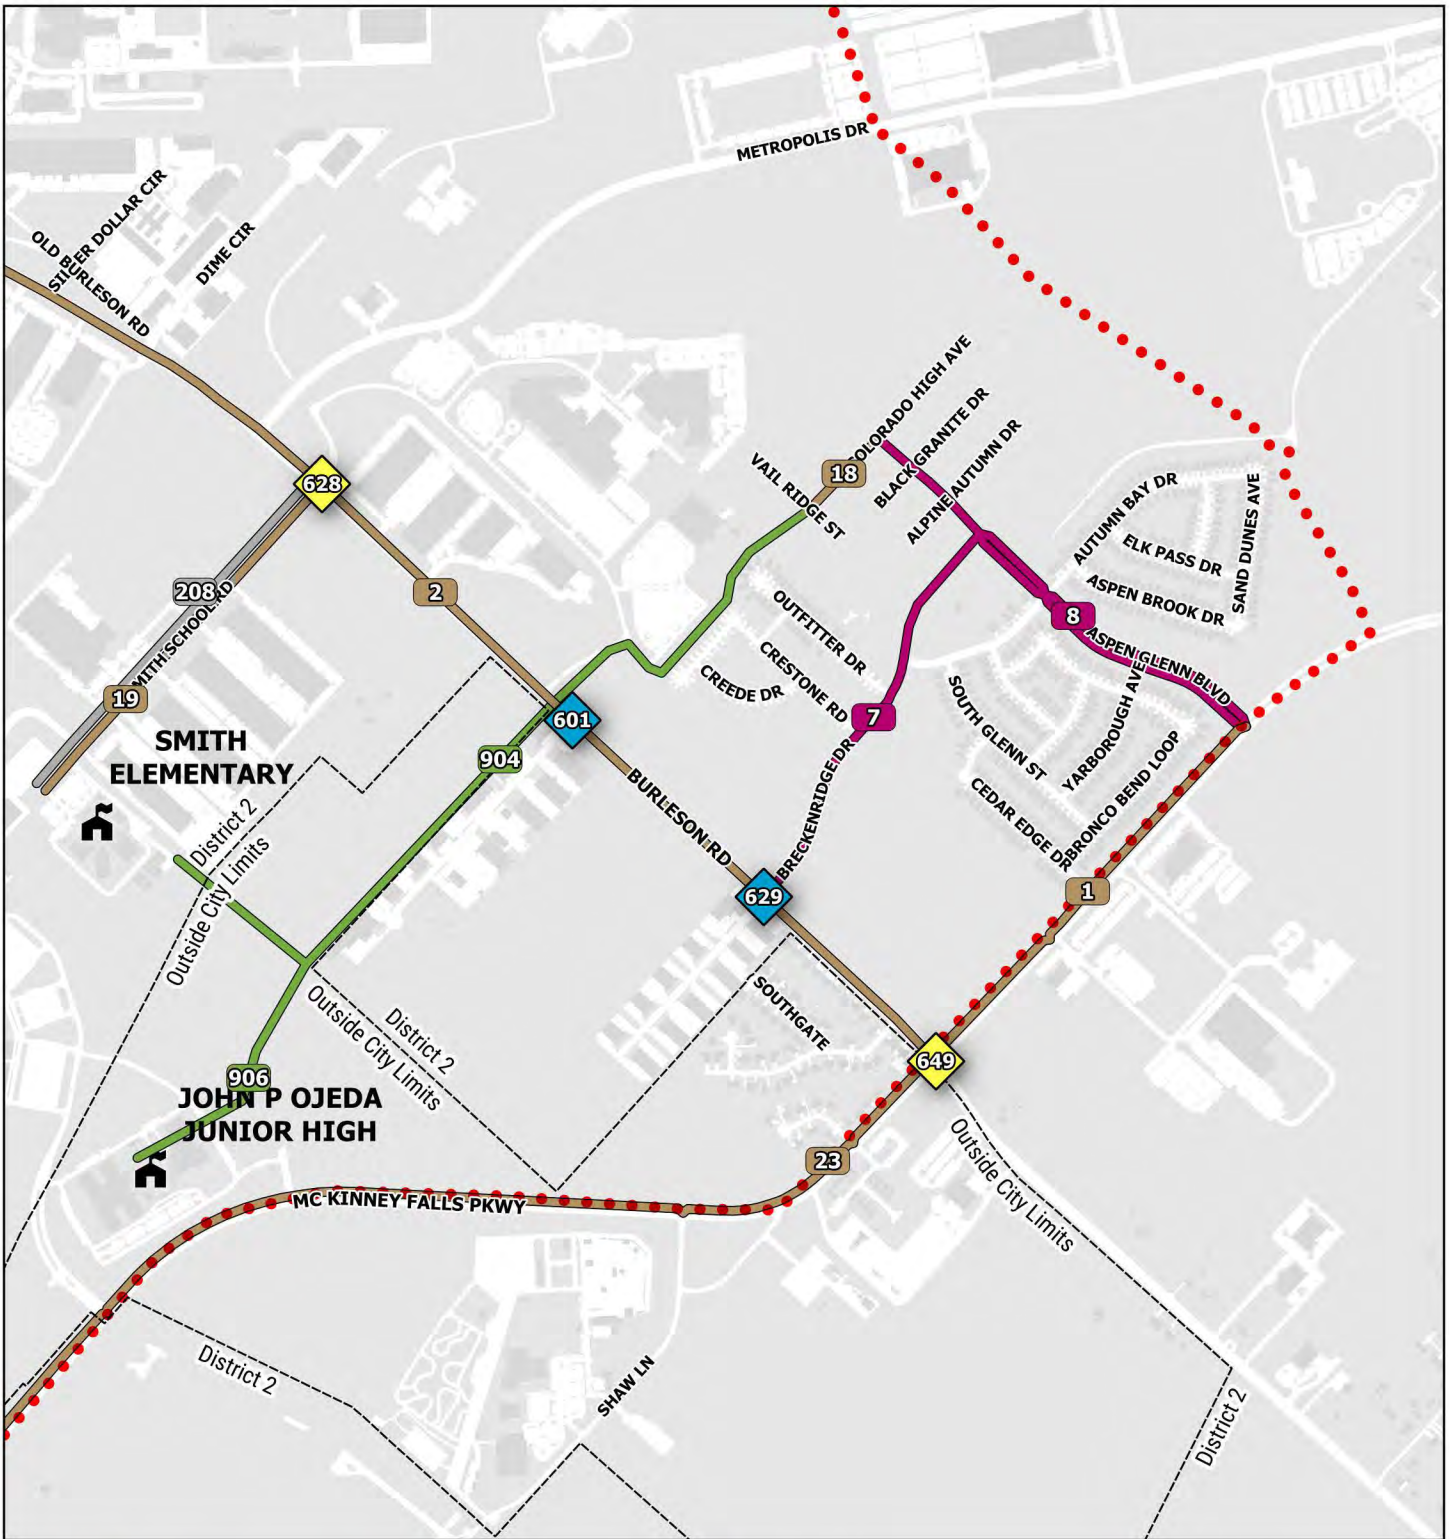 METROPOLIS DR
SILVER DOLLAR CIR
OLD BURLESON RD
DIME CIR
COLORADO HIGH AVE
BLACK GRANITE DR
ALPINE AUTUMN DR
VAIL RIDGE ST
18
628
AUTUMN BAY DR
ELK PASS DR
SAND DUNES AVE
ASPEN BROOK DR
208
2
SMITH SCHOOL RD
OUTFITTER DR
8
ASPEN GLENN BLVD
CRESTONE RD
CREEDE DR
19
SOUTH GLENN ST
YARBOROUGH AVE
7
601
SMITH
ELEMENTARY
904
BRONCO BEND LOOP
BURLESON RD
BRECKENRIDGE DR
CEDAR EDGE DR
District 2
Outside City Limits
629
1
SOUTHGATE
District 2
Outside City Limits
649
906
JOHN P OJEDA
JUNIOR HIGH
23
Outside City Limits
MC KINNEY FALLS PKWY
District 2
SHAW LN
District 2